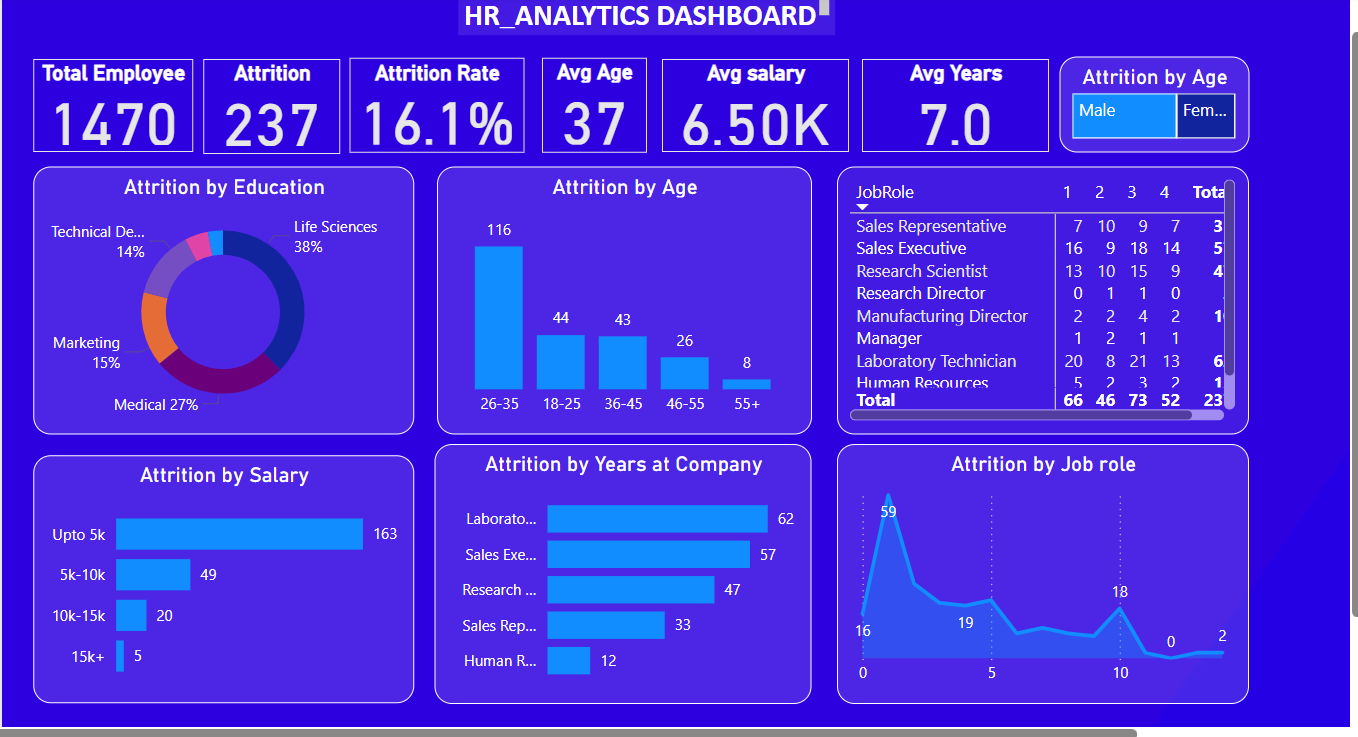 HR_ANALYTICS DASHBOARD
Total Employee
1470
Attrition
237
Attrition Rate
16.1%
Avg Age
37
Avg salary
6.50K
Avg Years
7.0
Attrition by Age
Male Fem...
Attrition by Education
Technical De...
14%
Life Sciences
38%
Marketing
15%
Medical 27%
Attrition by Age
116
44
43
26
8
26-35 18-25 36-45 46-55 55+
JobRole 1 2 3 4 Tota
Sales Representative 7 10 9 7 3
Sales Executive 16 9 18 14 5
Research Scientist 13 10 15 9 4
Research Director 0 1 1 0
Manufacturing Director 2 2 4 2 1
Manager 1 2 1 1
Laboratory Technician 20 8 21 13 6
Human Resources 5 2 3 2 1
Total 66 46 73 52 23
Attrition by Salary
Upto 5k 163
5k-10k 49
10k-15k 20
15k+ 5
Attrition by Years at Company
Laborato... 62
Sales Exe... 57
Research ... 47
Sales Rep... 33
Human R... 12
Attrition by Job role
59
16
19
18
0
2
0 5 10